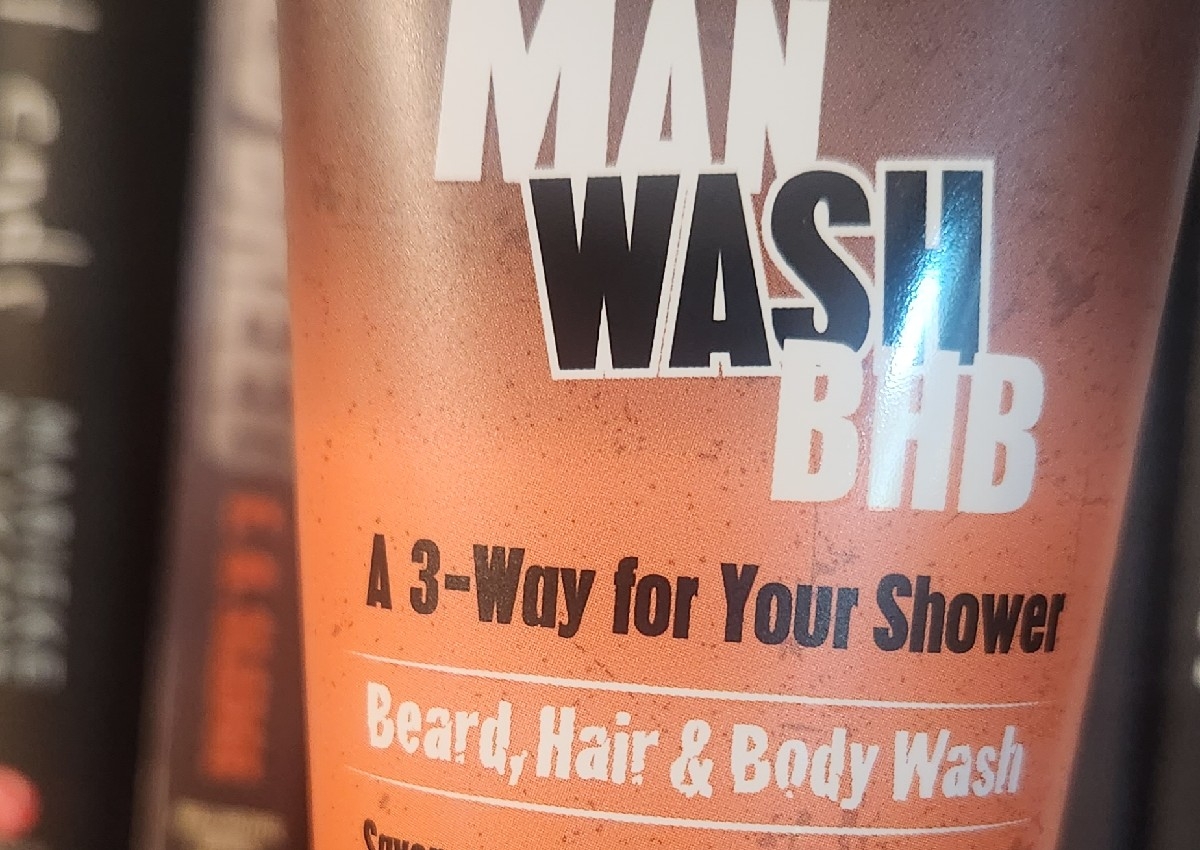 MAN
WASH
BHB
A 3-Way for Your Shower
Beard, Hair & Body Wash